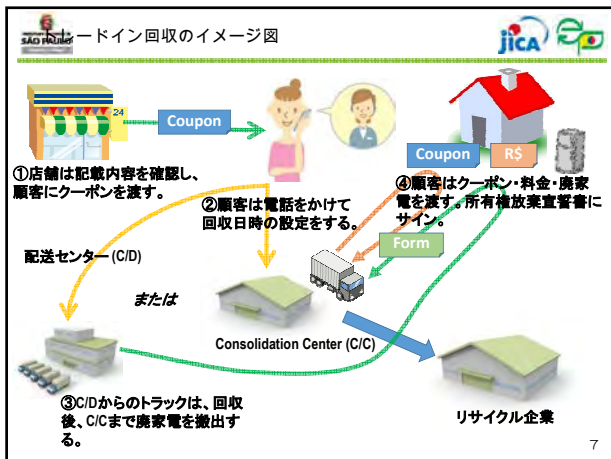 SÃO PAULO
トレードイン回収のイメージ図
jicA
24
Coupon
①店舗は記載内容を確認し、
顧客にクーポンを渡す。
②顧客は電話をかけて
回収日時の設定をする。
Coupon
R$
④顧客はクーポン・料金・廃家
電を渡す。所有権放棄宣誓書に
サイン。
Form
配送センター (C/D)
または
Consolidation Center (C/C)
③C/Dからのトラックは、回収
後、C/Cまで廃家電を搬出す
る。
リサイクル企業
7